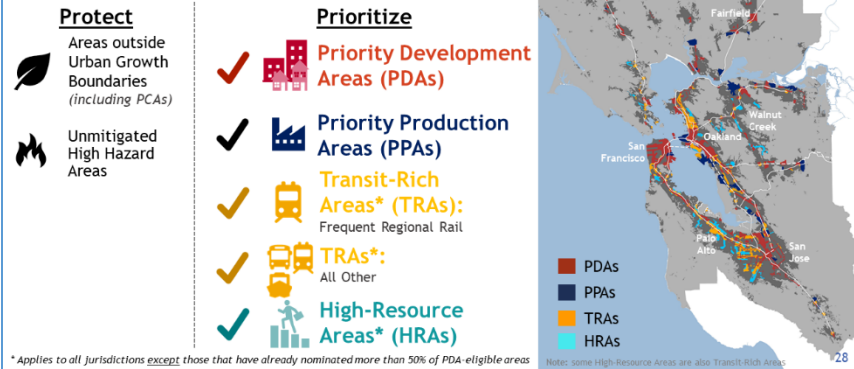 Protect
Areas outside
Urban Growth
Boundaries
(including PCAs)
Unmitigated
High Hazard
Areas
Prioritize
Priority Development
Areas (PDAs)
Priority Production
Areas (PPAs)
Transit-Rich
Areas* (TRAs):
Frequent Regional Rail
TRAs*:
All Other
High-Resource
Areas* (HRAs)
* Applies to all jurisdictions except those that have already nominated more than 50% of PDA-eligible areas
Fairfield
Walnut
Creek
Oakland
San
Francisco
Palo
Alto
San
Jose
PDAs
PPAs
TRAs
HRAs
Note: some High-Resource Areas are also Transit-Rich Areas
28